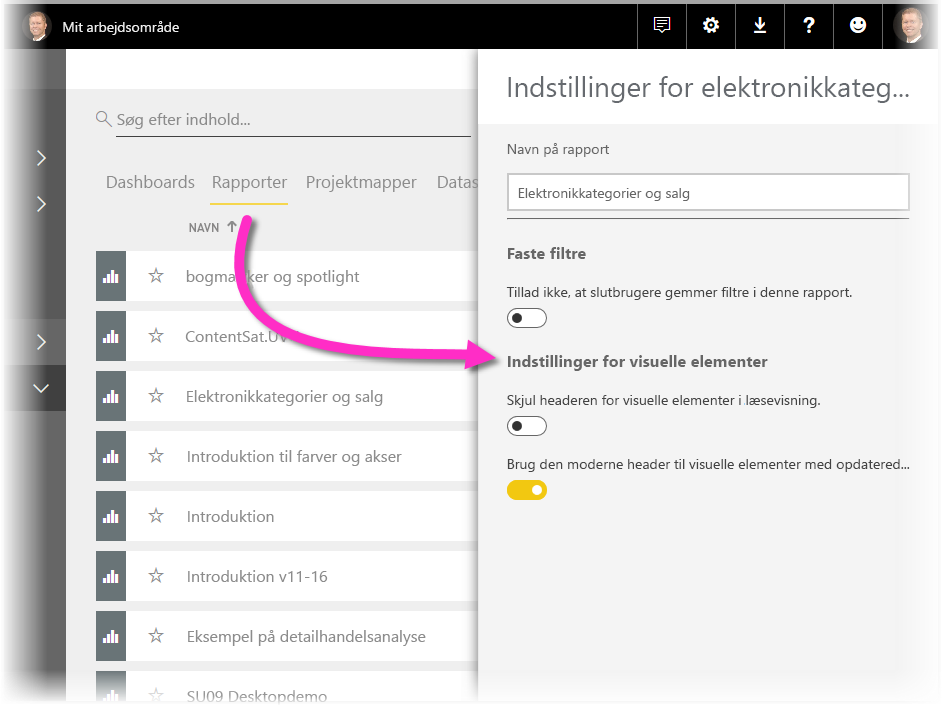 Mit arbejdsområde
?
Indstillinger for elektronikkateg...
Søg efter indhold...
Navn på rapport
Dashboards Rapporter Projektmapper Datas
Elektronikkategorier og salg
NAVN
Faste filtre
og spotlight
Tillad ikke, at slutbrugere gemmer filtre i denne rapport.
ContentSat.UV
Indstillinger for visuelle elementer
Elektronikkategorier og salg
Skjul headeren for visuelle elementer i læsevisning.
Introduktion til farver og akser
Brug den moderne header til visuelle elementer med opdatered...
Introduktion
Introduktion v11-16
Eksempel på detailhandelsanalyse
SU09 Desktopdemo